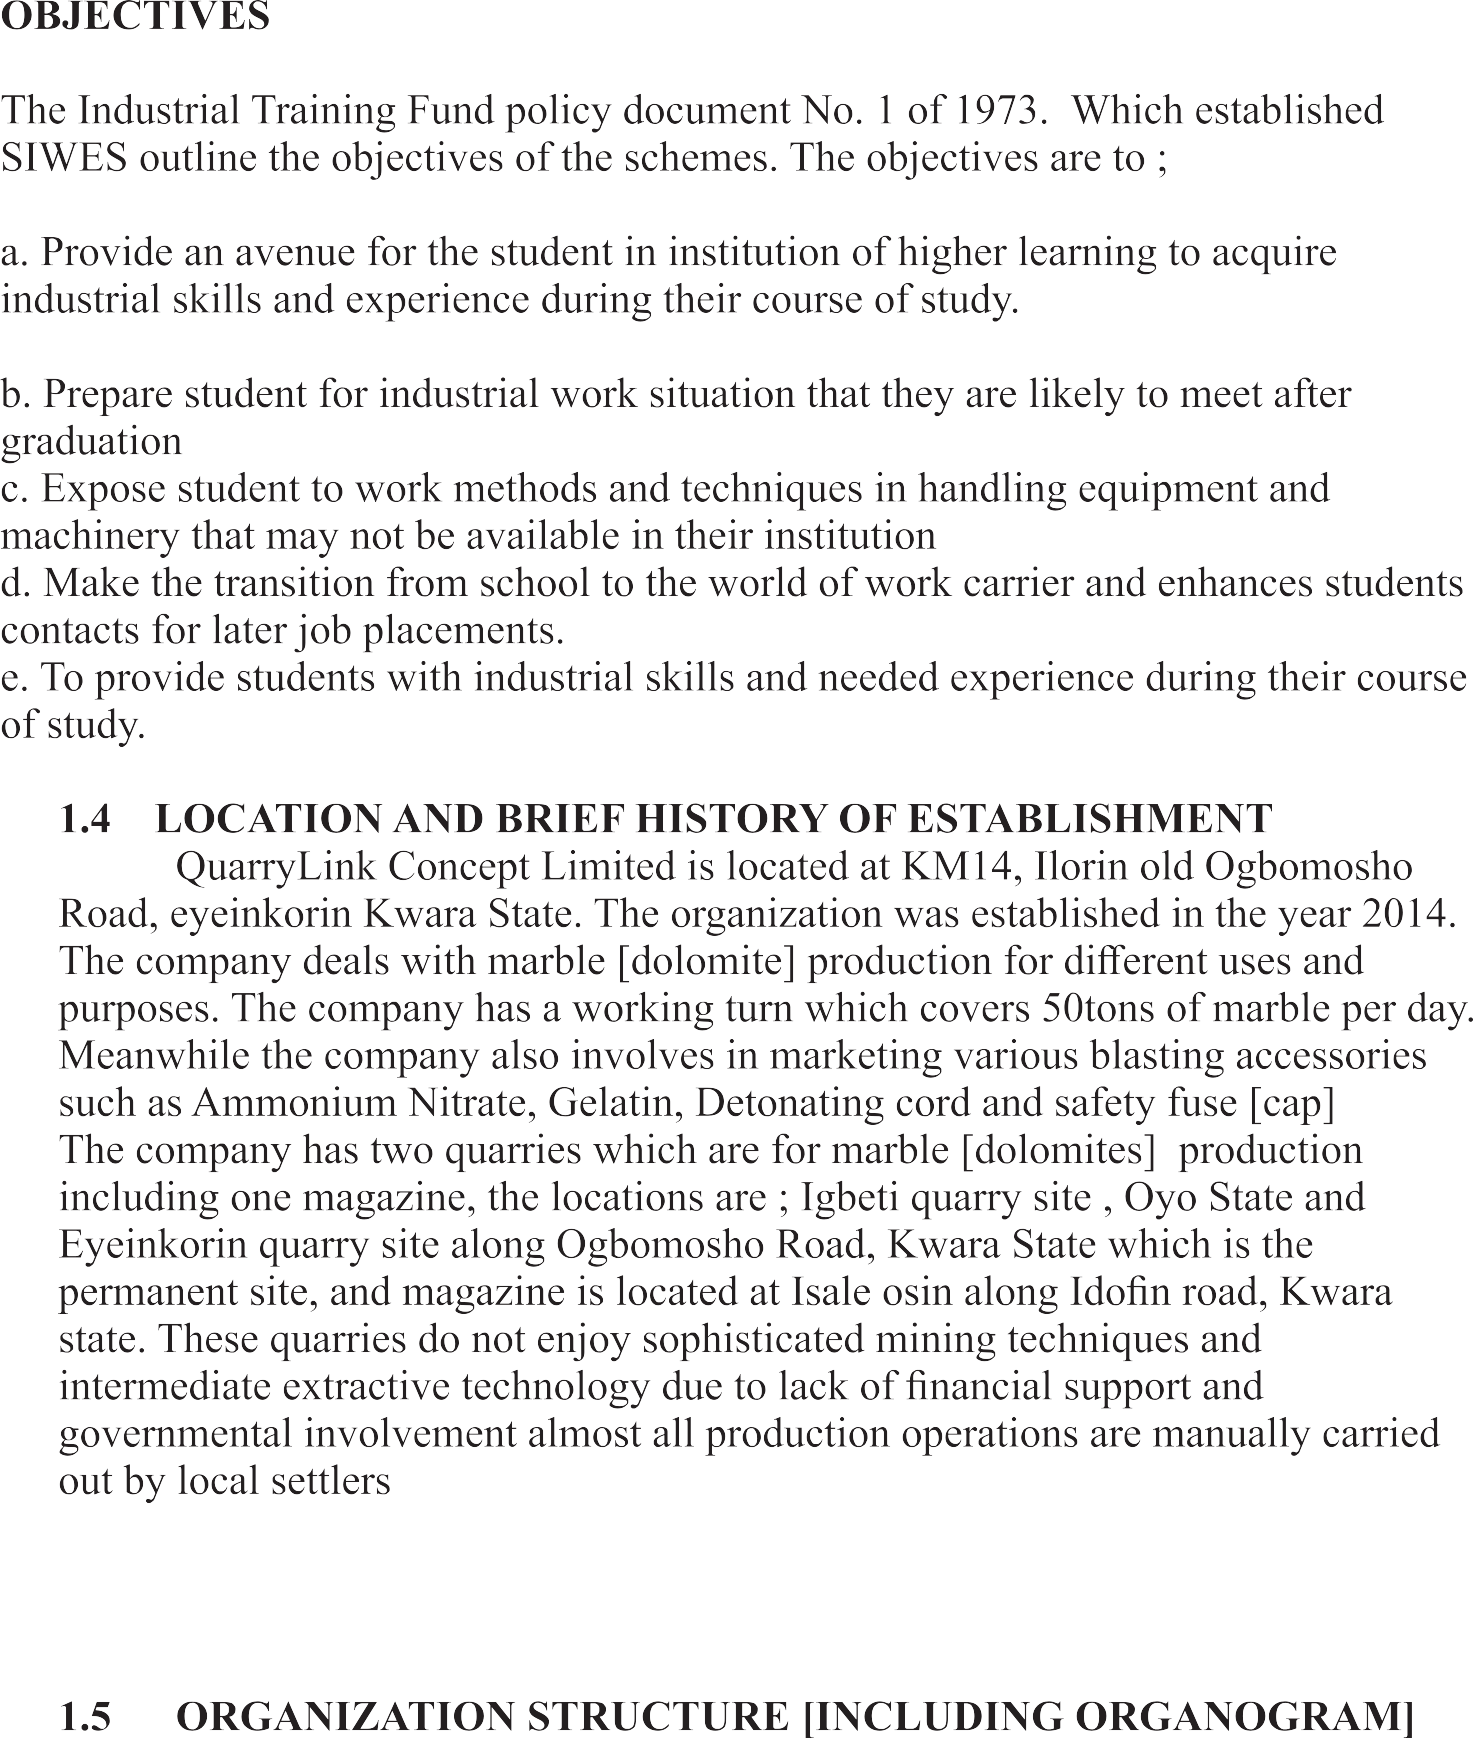 OBJECTIVES
The Industrial Training Fund policy document No. 1 of 1973.  Which established
SIWES outline the objectives of the schemes. The objectives are to ;
a. Provide an avenue for the student in institution of higher learning to acquire
industrial skills and experience during their course of study.
b. Prepare student for industrial work situation that they are likely to meet after
graduation
c. Expose student to work methods and techniques in handling equipment and
machinery that may not be available in their institution
d. Make the transition from school to the world of work carrier and enhances students
contacts for later job placements.
e. To provide students with industrial skills and needed experience during their course
of study.
1.4 LOCATION AND BRIEF HISTORY OF ESTABLISHMENT
QuarryLink Concept Limited is located at KM14, Ilorin old Ogbomosho
Road, eyeinkorin Kwara State. The organization was established in the year 2014.
The company deals with marble [dolomite] production for different uses and
purposes. The company has a working turn which covers 50tons of marble per day.
Meanwhile the company also involves in marketing various blasting accessories
such as Ammonium Nitrate, Gelatin, Detonating cord and safety fuse [cap]
The company has two quarries which are for marble [dolomites]  production
including one magazine, the locations are ; Igbeti quarry site , Oyo State and
Eyeinkorin quarry site along Ogbomosho Road, Kwara State which is the
permanent site, and magazine is located at Isale osin along Idofin road, Kwara
state. These quarries do not enjoy sophisticated mining techniques and
intermediate extractive technology due to lack of financial support and
governmental involvement almost all production operations are manually carried
out by local settlers
1.5 ORGANIZATION STRUCTURE [INCLUDING ORGANOGRAM]